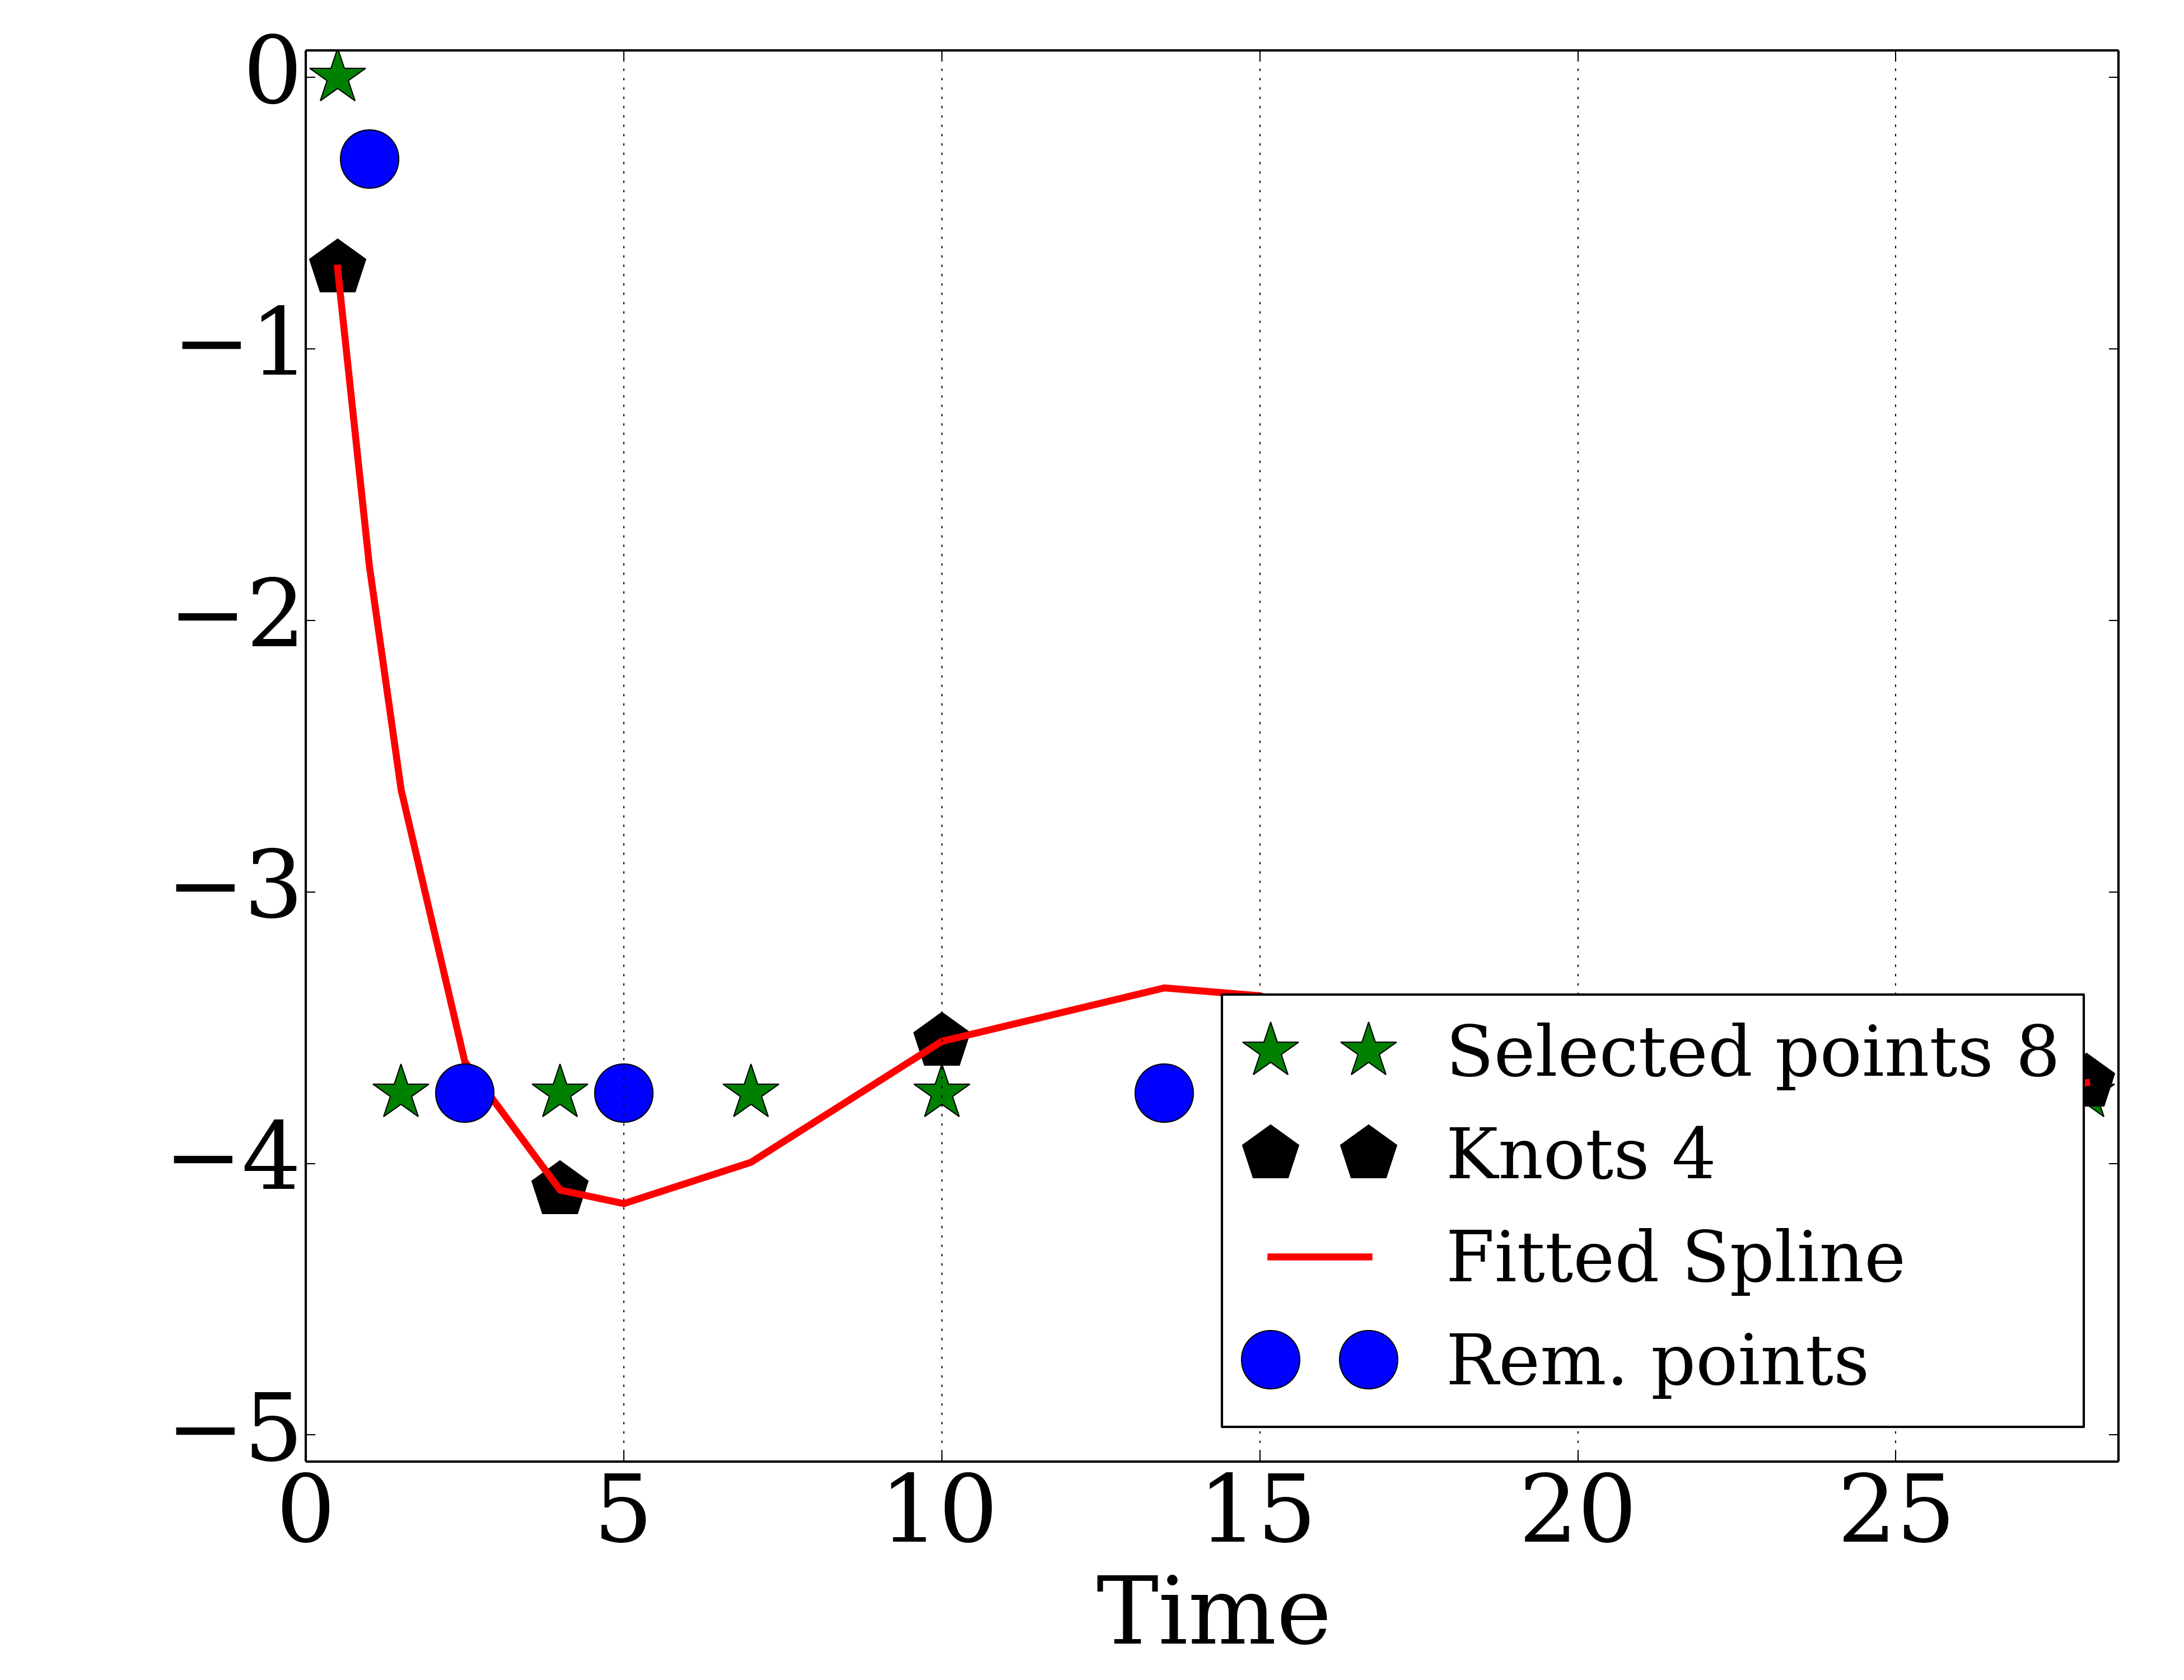 0
−1
−2
−3
−4
−5
Selected points 8
Knots 4
Fitted Spline
Rem. points
0 5 10 15 20 25
Time